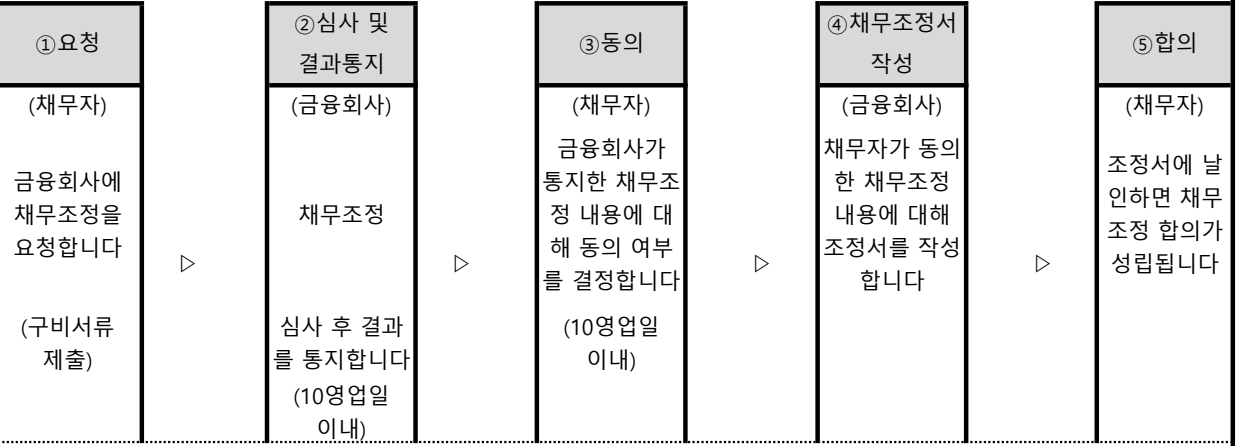 ①요청
(채무자)
금융회사에
채무조정을
요청합니다
(구비서류
제출)
▷
②심사 및
결과통지
(금융회사)
채무조정
심사 후 결과
를 통지합니다
(10영업일
이내)
▷
③동의
(채무자)
금융회사가
통지한 채무조
정 내용에 대
해 동의 여부
를 결정합니다
(10영업일
이내)
▷
④채무조정서
작성
(금융회사)
채무자가 동의
한 채무조정
내용에 대해
조정서를 작성
합니다
▷
⑤합의
(채무자)
조정서에 날
인하면 채무
조정 합의가
성립됩니다